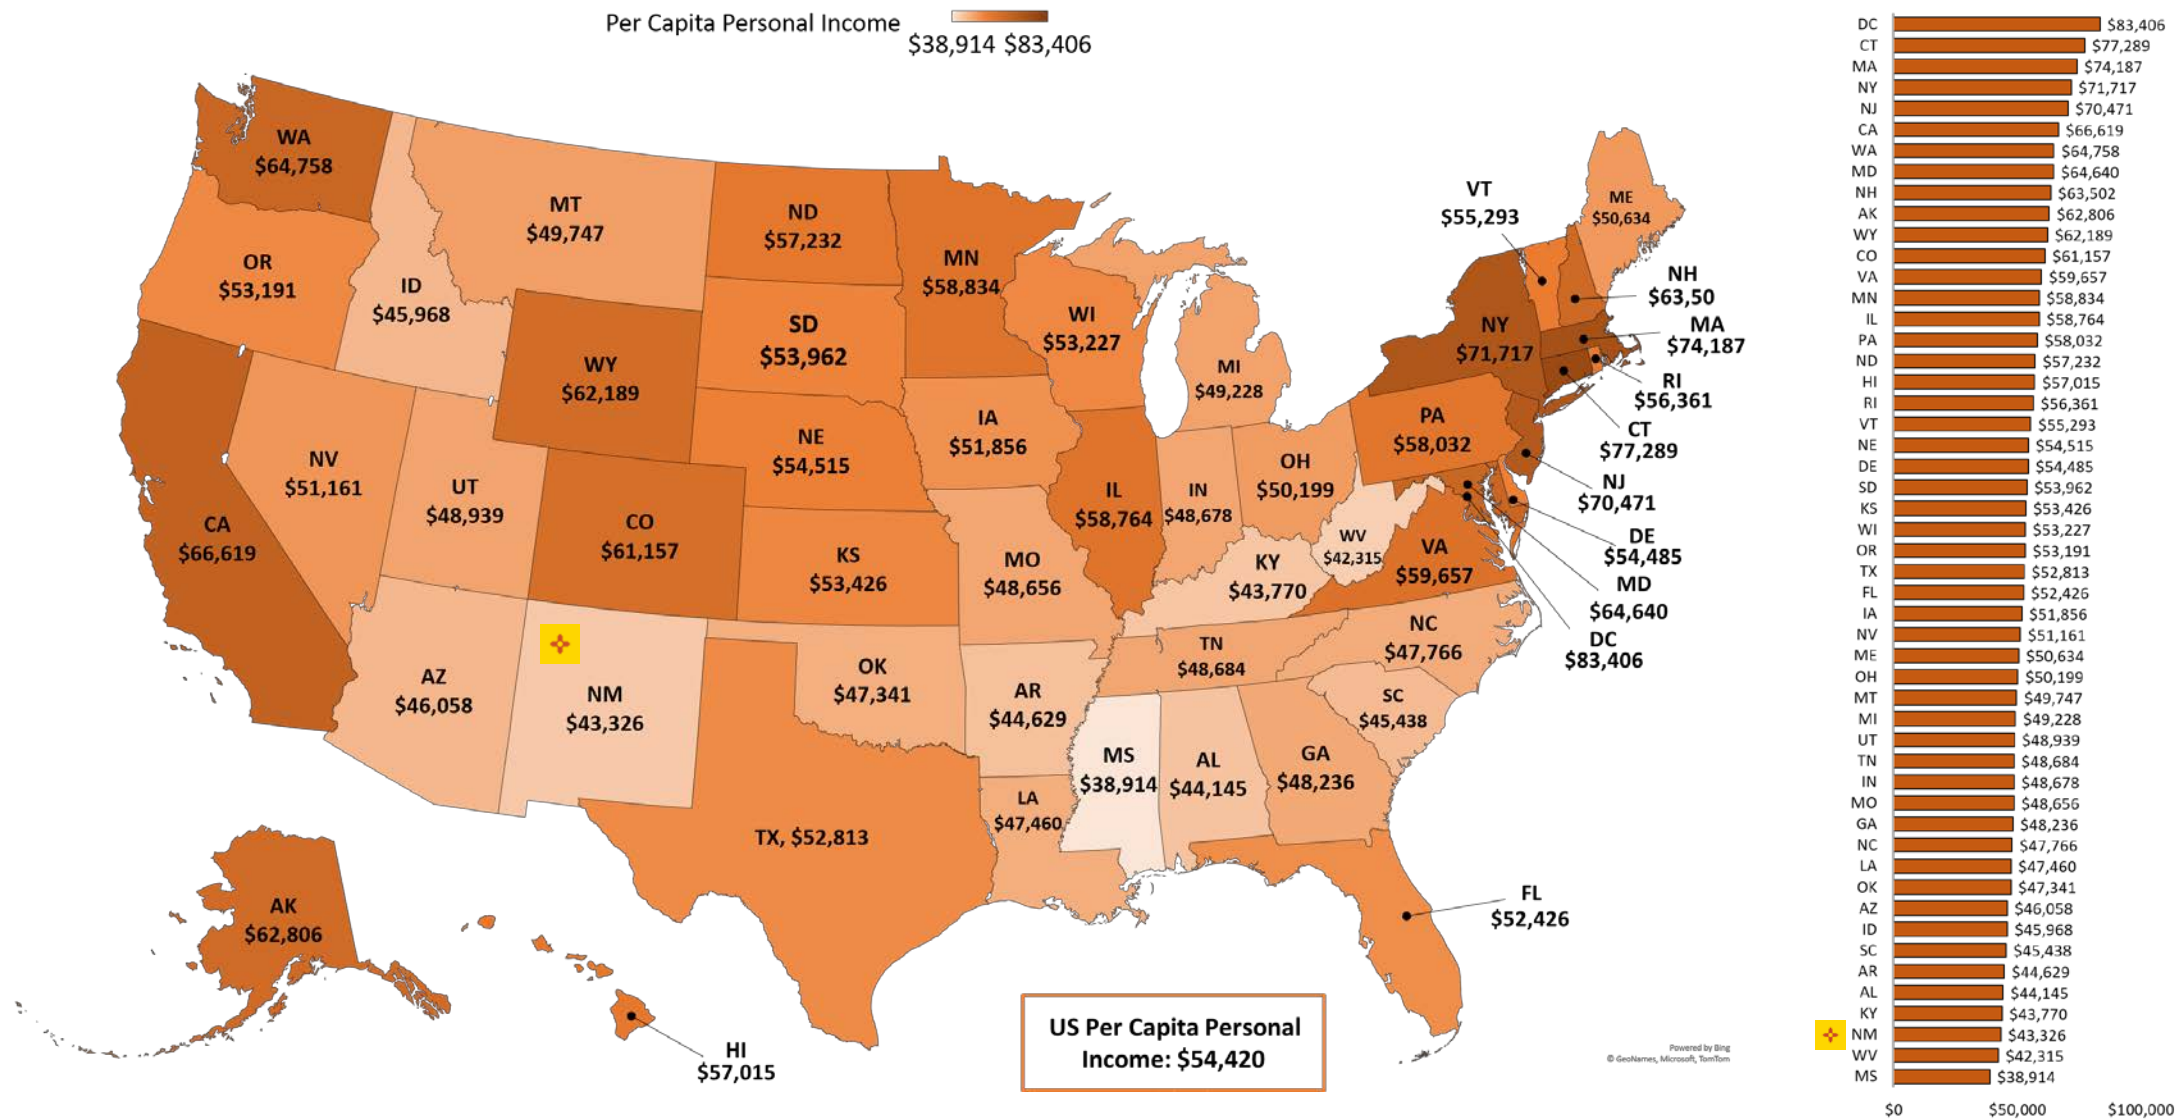 Per Capita Personal Income
$38,914 $83,406
WA
$64,758
OR
$53,191
CA
$66,619
ID
$45,968
NV
$51,161
MT
$49,747
WY
$62,189
UT
$48,939
AZ
$46,058
CO
$61,157
NM
$43,326
ND
$57,232
SD
$53,962
NE
$54,515
KS
$53,426
OK
$47,341
TX, $52,813
MN
$58,834
IA
$51,856
MO
$48,656
AR
$44,629
LA
$47,460
WI
$53,227
IL
$58,764
MI
$49,228
IN
$48,678
OH
$50,199
KY
$43,770
TN
$48,684
MS
$38,914
AL
$44,145
GA
$48,236
SC
$45,438
NC
$47,766
WV
$42,315
VA
$59,657
PA
$58,032
NY
$71,717
VT
$55,293
ME
$50,634
NH
$63,50
MA
$74,187
RI
$56,361
CT
$77,289
NJ
$70,471
DE
$54,485
MD
$64,640
DC
$83,406
FL
$52,426
AK
$62,806
HI
$57,015
US Per Capita Personal
Income: $54,420
Powered by Bing
© GeoNames, Microsoft, TomTom
DC $83,406
CT $77,289
MA $74,187
NY $71,717
NJ $70,471
CA $66,619
WA $64,758
MD $64,640
NH $63,502
AK $62,806
WY $62,189
CO $61,157
VA $59,657
MN $58,834
IL $58,764
PA $58,032
ND $57,232
HI $57,015
RI $56,361
VT $55,293
NE $54,515
DE $54,485
SD $53,962
KS $53,426
WI $53,227
OR $53,191
TX $52,813
FL $52,426
IA $51,856
NV $51,161
ME $50,634
OH $50,199
MT $49,747
MI $49,228
UT $48,939
TN $48,684
IN $48,678
MO $48,656
GA $48,236
NC $47,766
LA $47,460
OK $47,341
AZ $46,058
ID $45,968
SC $45,438
AR $44,629
AL $44,145
KY $43,770
NM $43,326
WV $42,315
MS $38,914
$0 $50,000 $100,000